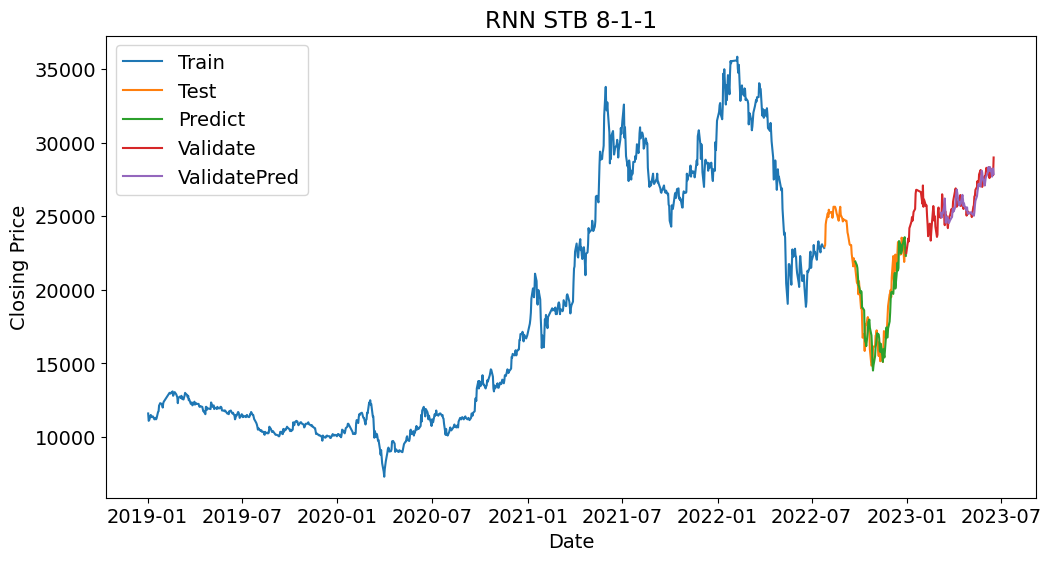 RNN STB 8-1-1
Train
Test
Predict
Validate
ValidatePred
Closing Price
35000
30000
25000
20000
15000
10000
2019-01 2019-07 2020-01 2020-07 2021-01 2021-07 2022-01 2022-07 2023-01 2023-07
Date